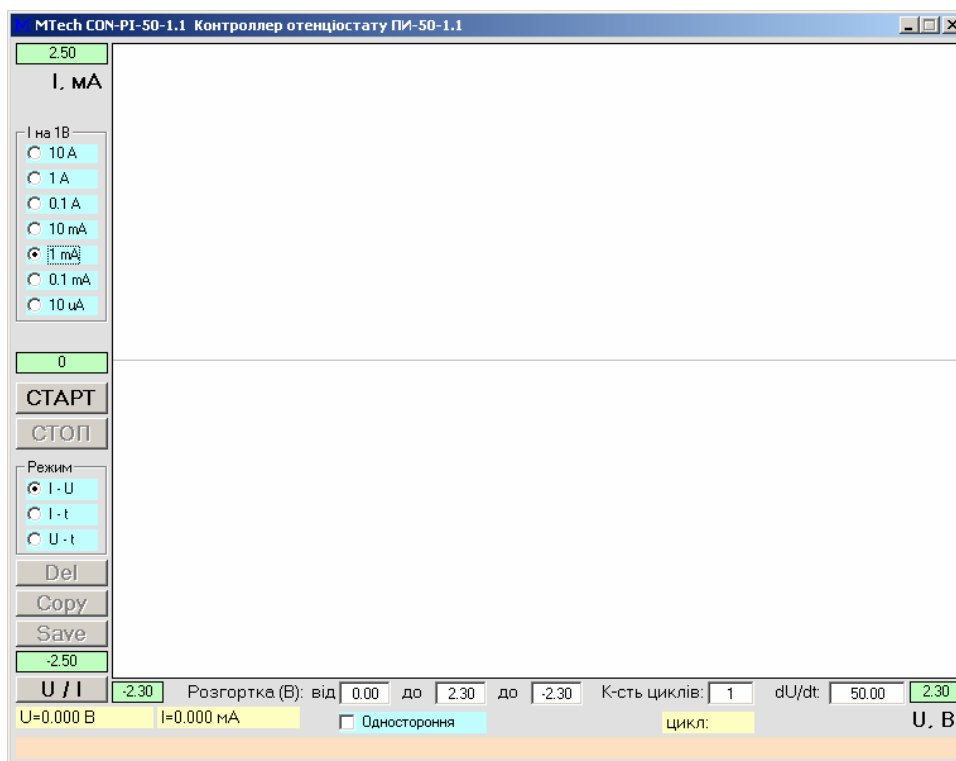 MTech CON-PI-50-1.1 Контроллер отенціостату ПИ-50-1.1
2.50
I, мА
I на 1В
10 A
1 A
0.1 A
10 mA
1 mA
0.1 mA
10 uA
0
СТАРТ
СТОП
Режим
I - U
I - t
U - t
Del
Copy
Save
-2.50
U / I
-2.30 Розгортка (В): від 0.00 до 2.30 до -2.30 К-сть циклів: 1 dU/dt: 50.00 2.30
U=0.000 В I=0.000 мА Одностороння цикл: U, В